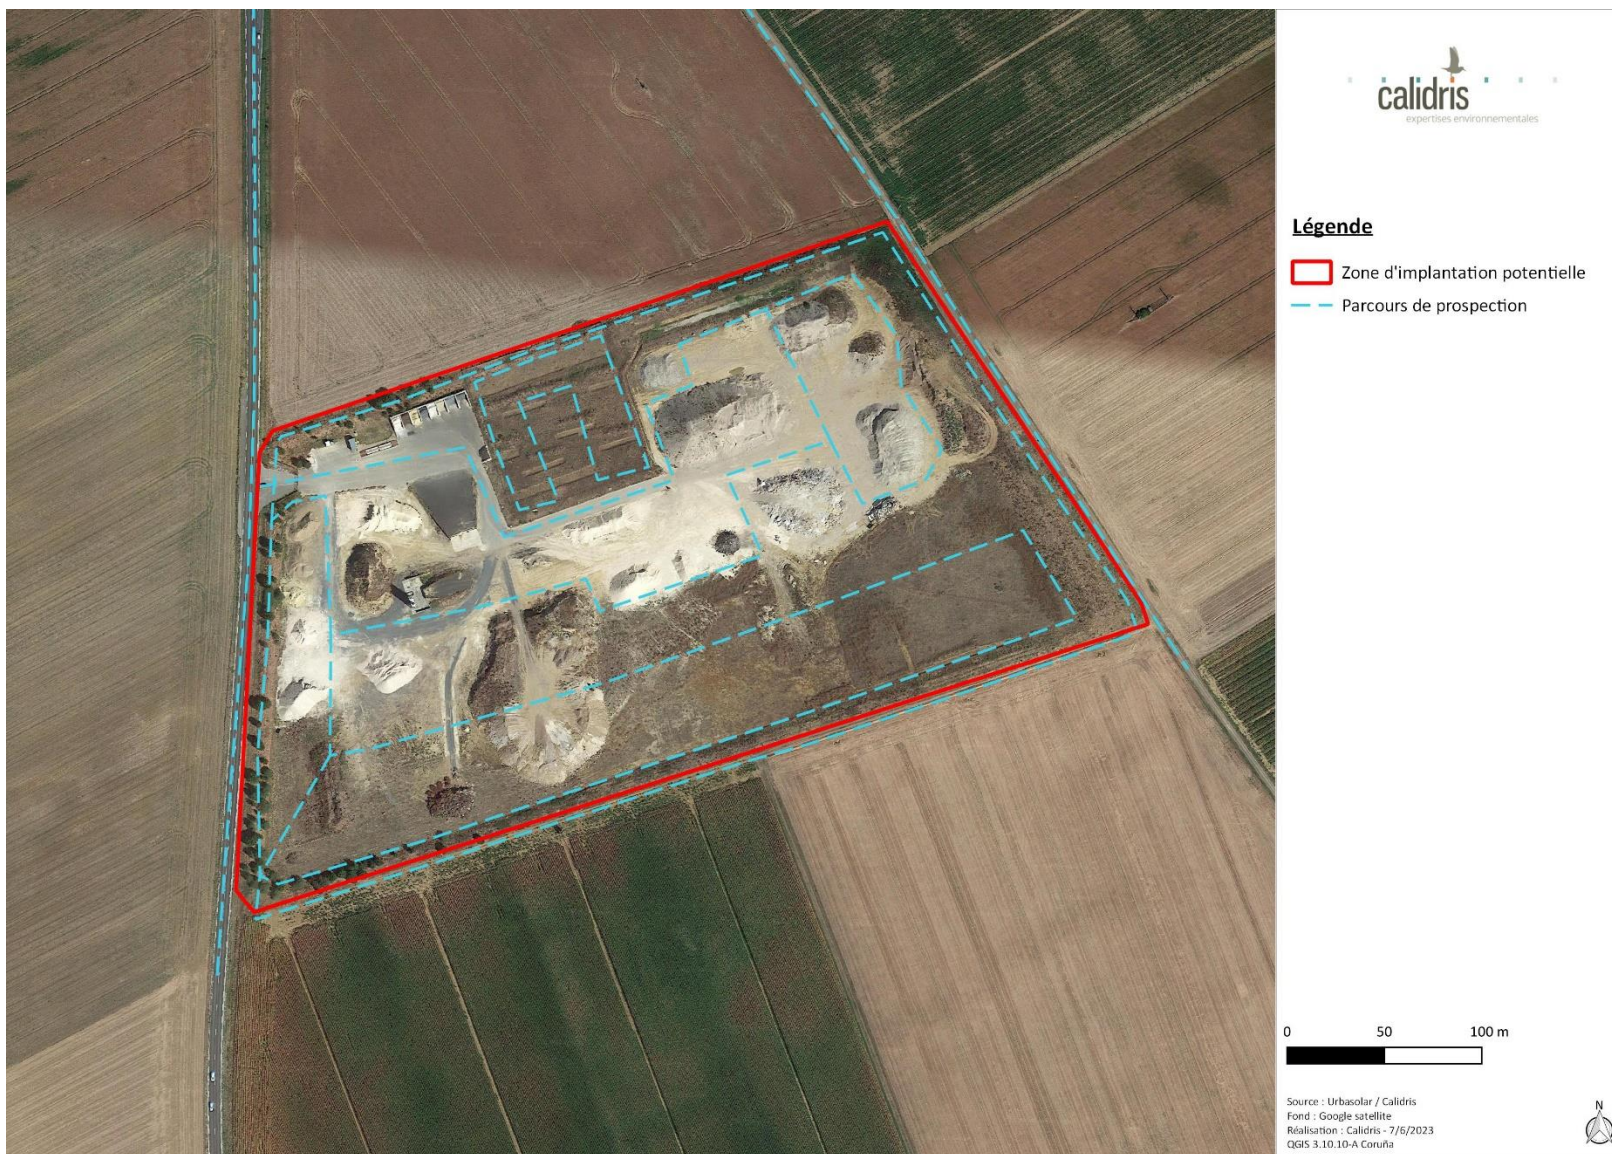 calidris
expertises environnementales
Légende
Zone d'implantation potentielle
Parcours de prospection
0 50 100 m
Source : Urbasolar / Calidris
Fond : Google satellite
Réalisation : Calidris - 7/6/2023
QGIS 3.10.10-A Coruña
N